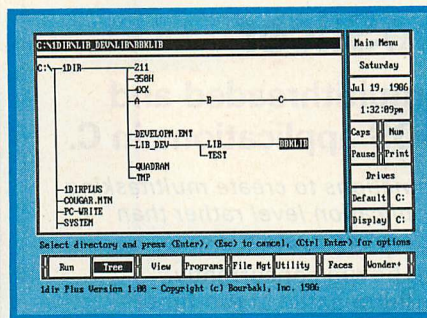 C:\1DIR\LIB_DEV\LIB\BBKLIB
Main Menu
Saturday
Jul 19, 1986
1:32:09pm
Caps Num
Pause Print
Drives
Default C:
Display C:
C:\ 1DIR 211
350H
4XX
A B C
DEVELOPM.ENT
LIB_DEV LIB BBKLIB
TEST
QUADRAM
TMP
1DIRPLUS
COUGAR.MTM
PC-WRITE
SYSTEM
Select directory and press (Enter), (Esc) to cancel, (Ctrl Enter) for options
Run Tree View Programs File Mgt Utility Faces Wonder+
1dir Plus Version 1.00 - Copyright (c) Bourbaki, Inc. 1986